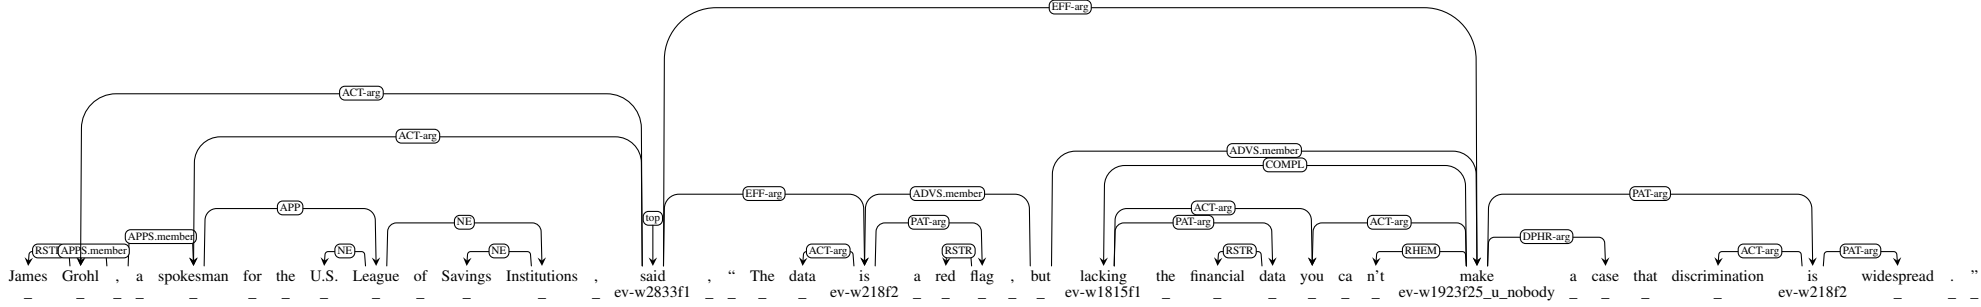 EFF-arg
ACT-arg
ACT-arg
ADVS.member
COMPL
EFF-arg ADVS.member PAT-arg
APP ACT-arg
top
NE PAT-arg PAT-arg ACT-arg
APPS.member DPHR-arg
RSTR APPS.member NE NE ACT-arg RSTR RSTR RHEM ACT-arg PAT-arg
James Grohl , a spokesman for the U.S. League of Savings Institutions , said , “ The data is a red flag , but lacking the financial data you ca n't make a case that discrimination is widespread . ”
_ _ _ _ _ _ _ _ _ _ _ _ _ ev-w2833f1 _ _ _ _ ev-w218f2 _ _ _ _ _ ev-w1815f1 _ _ _ _ _ _ ev-w1923f25_u_nobody _ _ _ _ ev-w218f2 _ _ _